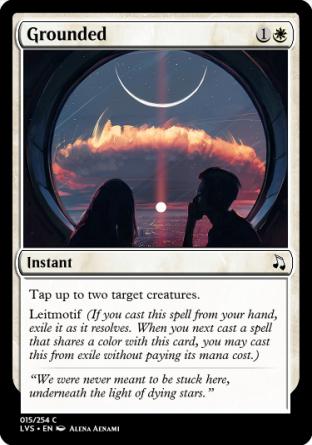 Grounded 1
Instant
Tap up to two target creatures.
Leitmotif (If you cast this spell from your hand,
exile it as it resolves. When you next cast a spell
that shares a color with this card, you may cast
this from exile without paying its mana cost.)
“We were never meant to be stuck here,
underneath the light of dying stars.”
015/254 C
LVS • EN Alena Aenami